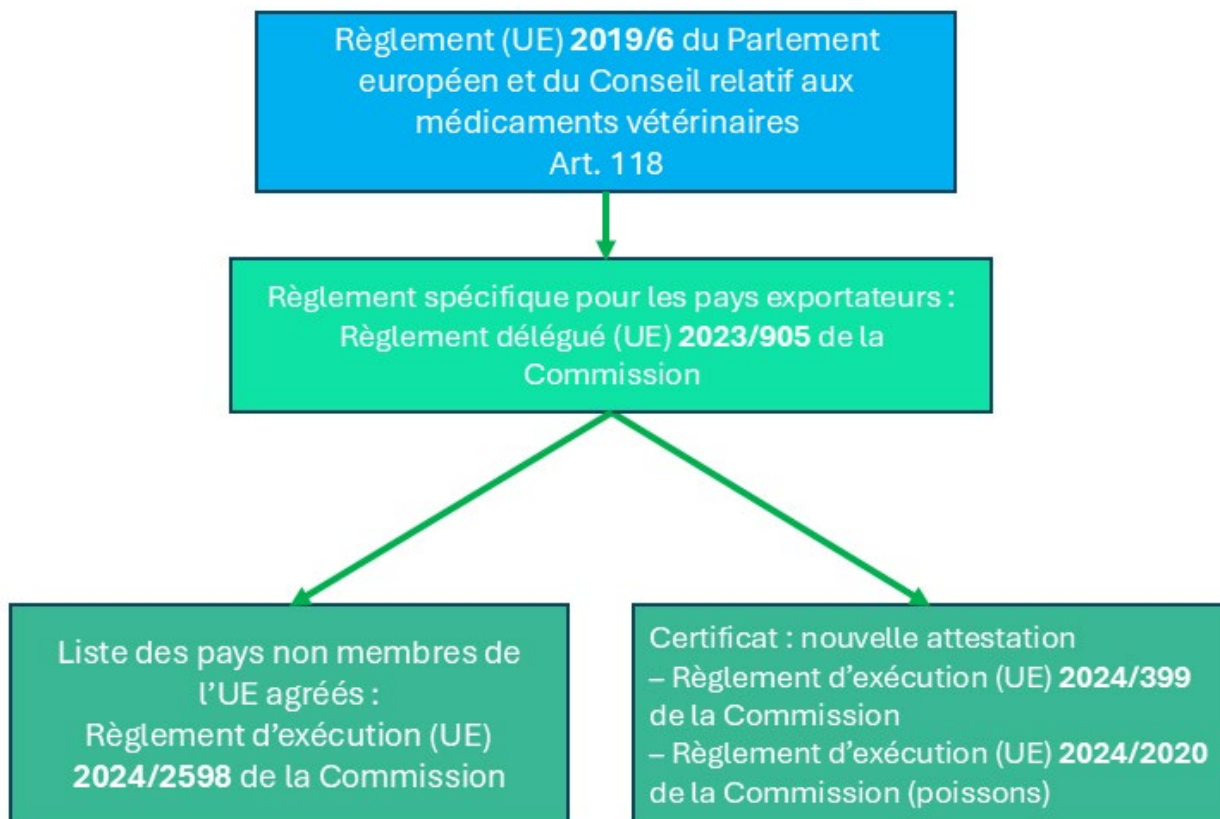 Règlement (UE) 2019/6 du Parlement
européen et du Conseil relatif aux
médicaments vétérinaires
Art. 118
Règlement spécifique pour les pays exportateurs :
Règlement délégué (UE) 2023/905 de la
Commission
Liste des pays non membres de
l’UE agréés :
Règlement d’exécution (UE)
2024/2598 de la Commission
Certificat : nouvelle attestation
– Règlement d’exécution (UE) 2024/399
de la Commission
– Règlement d’exécution (UE) 2024/2020
de la Commission (poissons)